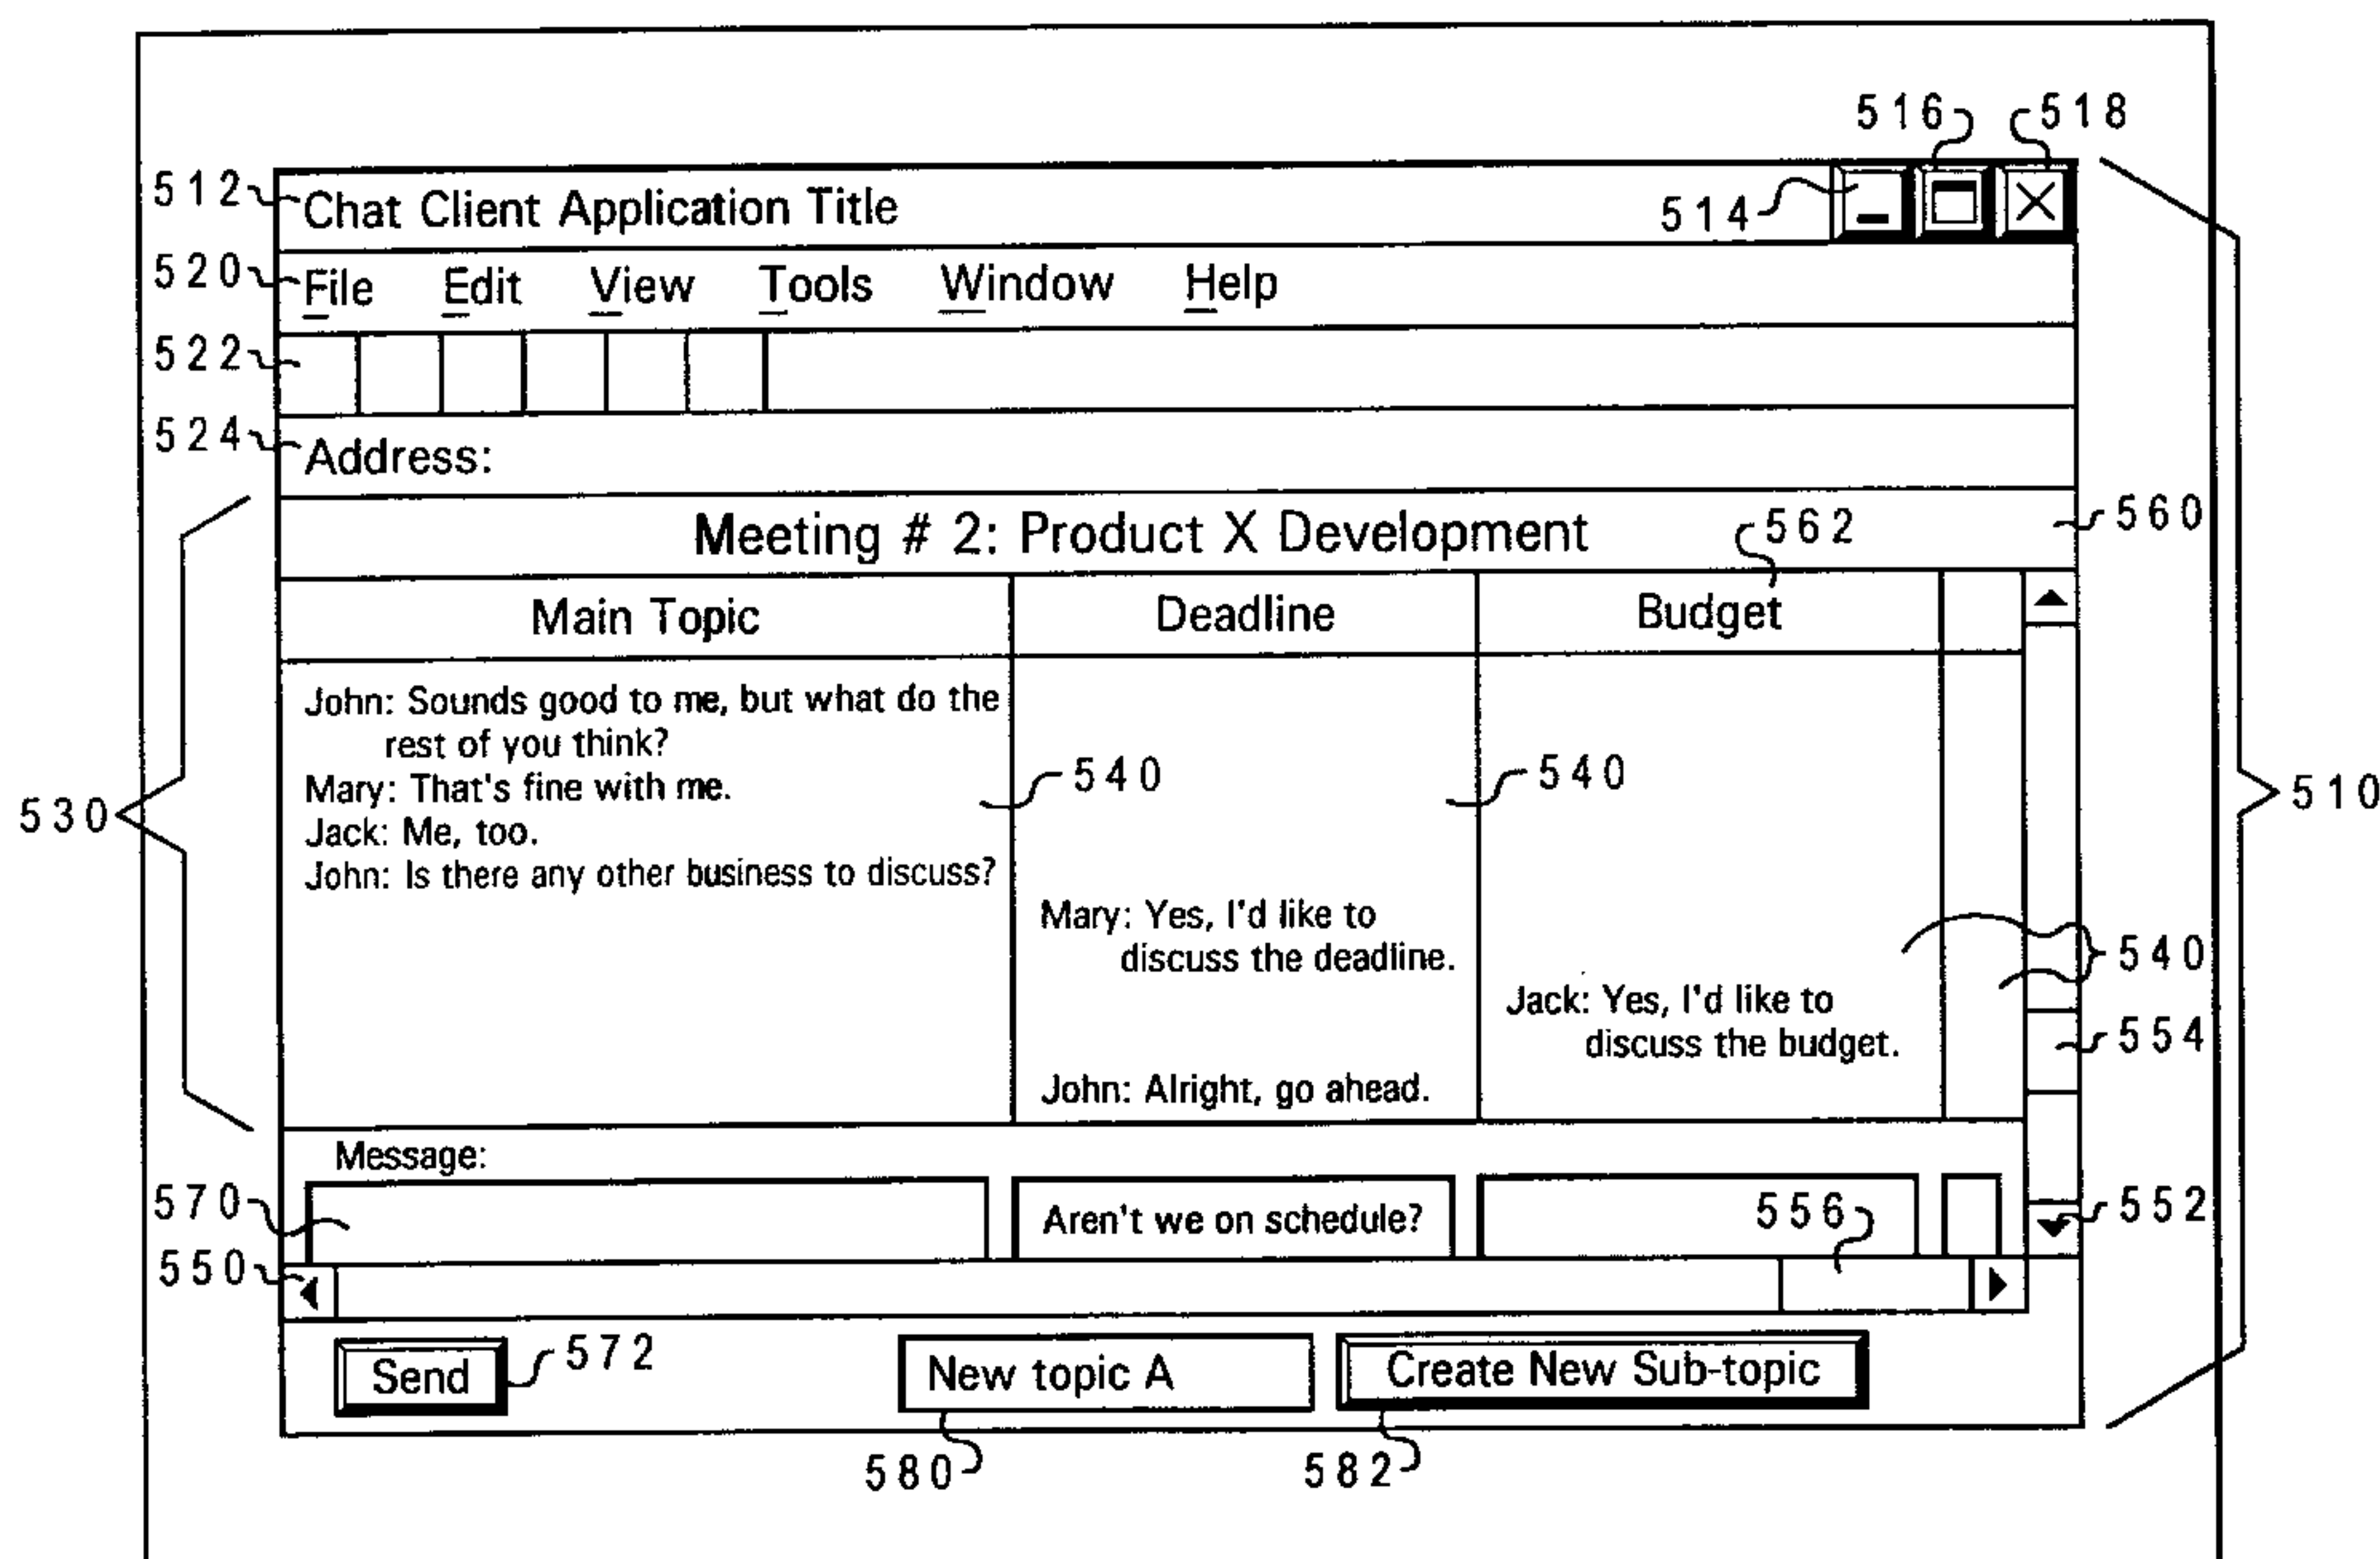 516 518
512 Chat Client Application Title 514
520 File Edit View Tools Window Help
522
524 Address:
Meeting # 2: Product X Development 562 560
Main Topic Deadline Budget
John: Sounds good to me, but what do the
rest of you think?
Mary: That's fine with me. 540 540
530 Jack: Me, too. 510
John: Is there any other business to discuss?
Mary: Yes, I'd like to
discuss the deadline. 540
Jack: Yes, I'd like to
discuss the budget. 554
John: Alright, go ahead.
Message:
570 Aren't we on schedule? 556 552
550
Send 572 New topic A Create New Sub-topic
580 582